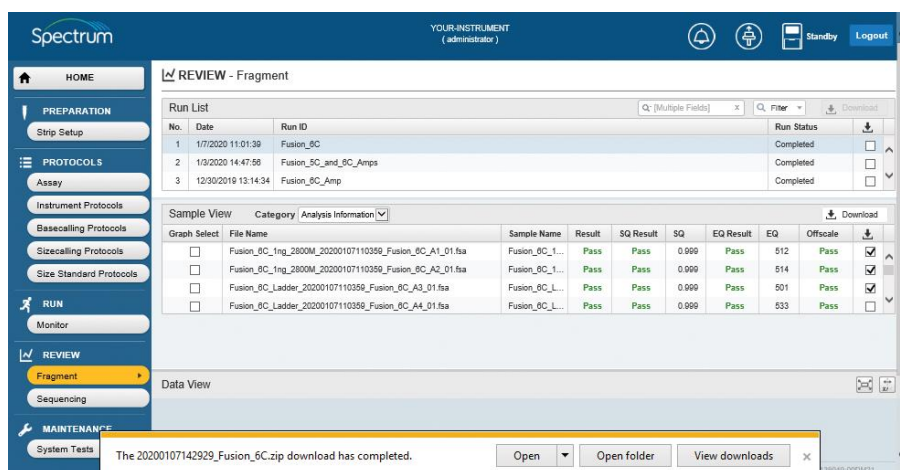 Spectrum
YOUR-INSTRUMENT
( administrator )
Standby
Logout
HOME
PREPARATION
Strip Setup
PROTOCOLS
Assay
Instrument Protocols
Basecalling Protocols
Sizecalling Protocols
Size Standard Protocols
RUN
Monitor
REVIEW
Fragment
Sequencing
MAINTENANCE
System Tests
REVIEW - Fragment
Run List
[Multiple Fields] x
Filter
Download
No. Date Run ID Run Status
1 1/7/2020 11:01:39 Fusion_6C Completed
2 1/3/2020 14:47:56 Fusion_5C_and_6C_Amps Completed
3 12/30/2019 13:14:34 Fusion_6C_Amp Completed
Sample View Category Analysis Information Download
Graph Select File Name Sample Name Result SQ Result SQ EQ Result EQ Offscale
Fusion_6C_1ng_2800M_20200107110359_Fusion_6C_A1_01.fsa Fusion_6C_1... Pass Pass 0.999 Pass 512 Pass
Fusion_6C_1ng_2800M_20200107110359_Fusion_6C_A2_01.fsa Fusion_6C_1... Pass Pass 0.999 Pass 514 Pass
Fusion_6C_Ladder_20200107110359_Fusion_6C_A3_01.fsa Fusion_6C_L... Pass Pass 0.999 Pass 501 Pass
Fusion_6C_Ladder_20200107110359_Fusion_6C_A4_01.fsa Fusion_6C_L... Pass Pass 0.999 Pass 533 Pass
Data View
The 20200107142929_Fusion_6C.zip download has completed.
Open
Open folder
View downloads
×